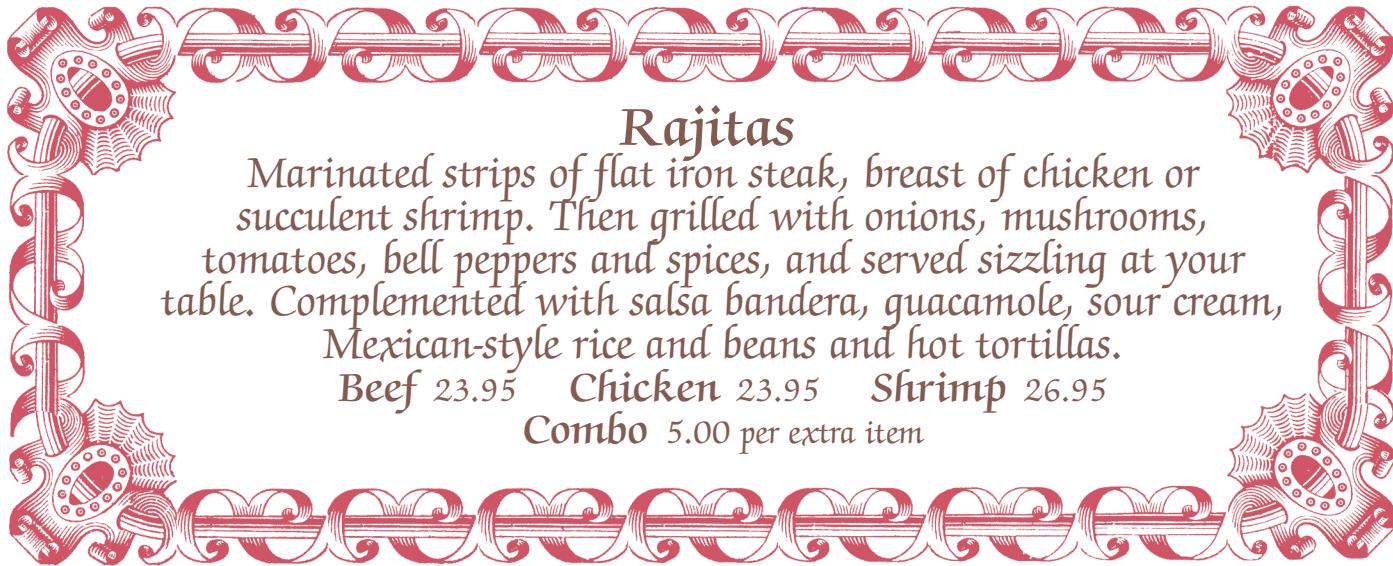 Rajitas
Marinated strips of flat iron steak, breast of chicken or
succulent shrimp. Then grilled with onions, mushrooms,
tomatoes, bell peppers and spices, and served sizzling at your
table. Complemented with salsa bandera, guacamole, sour cream,
Mexican-style rice and beans and hot tortillas.
Beef 23.95 Chicken 23.95 Shrimp 26.95
Combo 5.00 per extra item